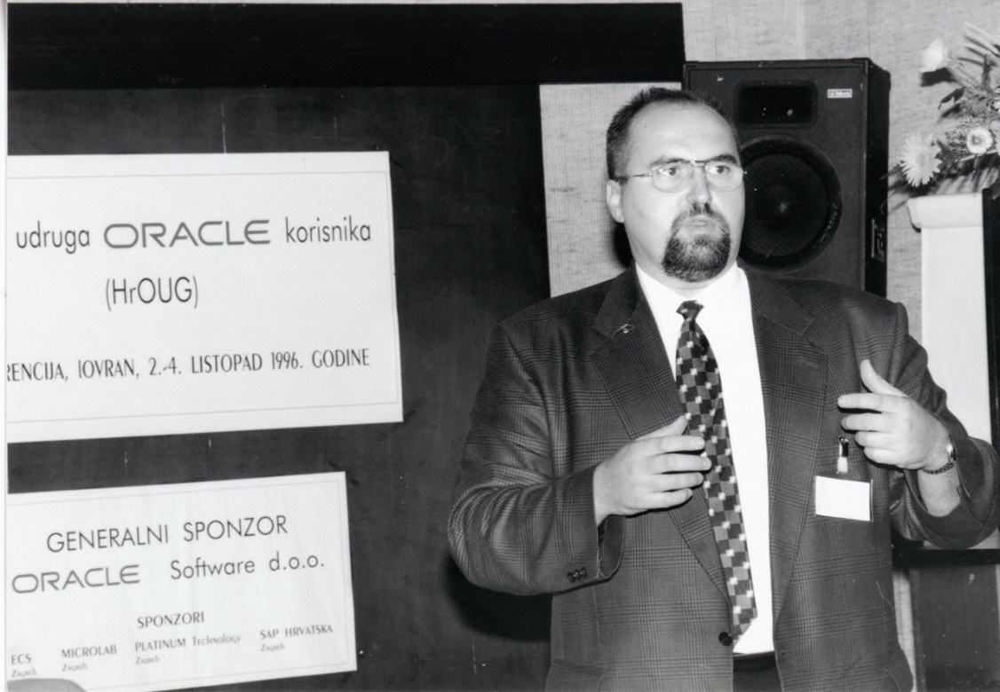 udruga ORACLE korisnika
(HrOUG)
RENCIJA, LOVRAN, 2.-4. LISTOPAD 1996. GODINE
GENERALNI SPONZOR
ORACLE Software d.o.o.
SPONZORI
ECS MICROLAB PLATINUM Technology SAP HRVATSKA
Zagreb Zagreb Zagreb Zagreb